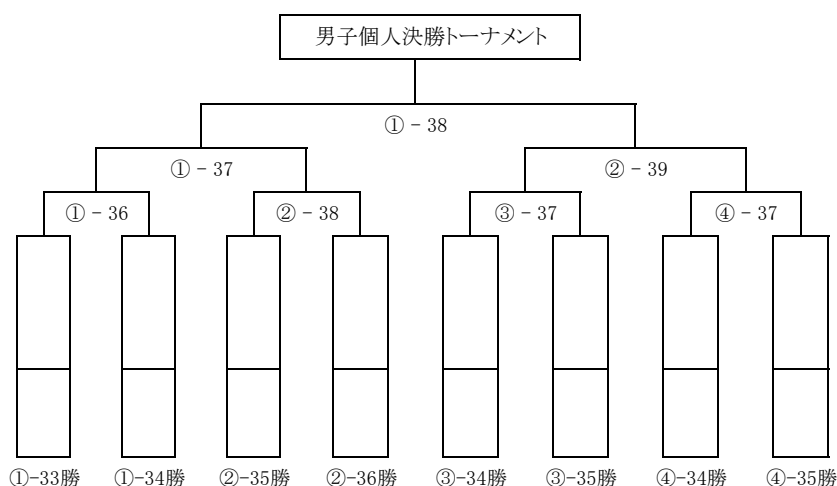 男子個人決勝トーナメント
①-38
①-37
②-39
①-36
②-38
③-37
④-37
①-33勝
①-34勝
②-35勝
②-36勝
③-34勝
③-35勝
④-34勝
④-35勝